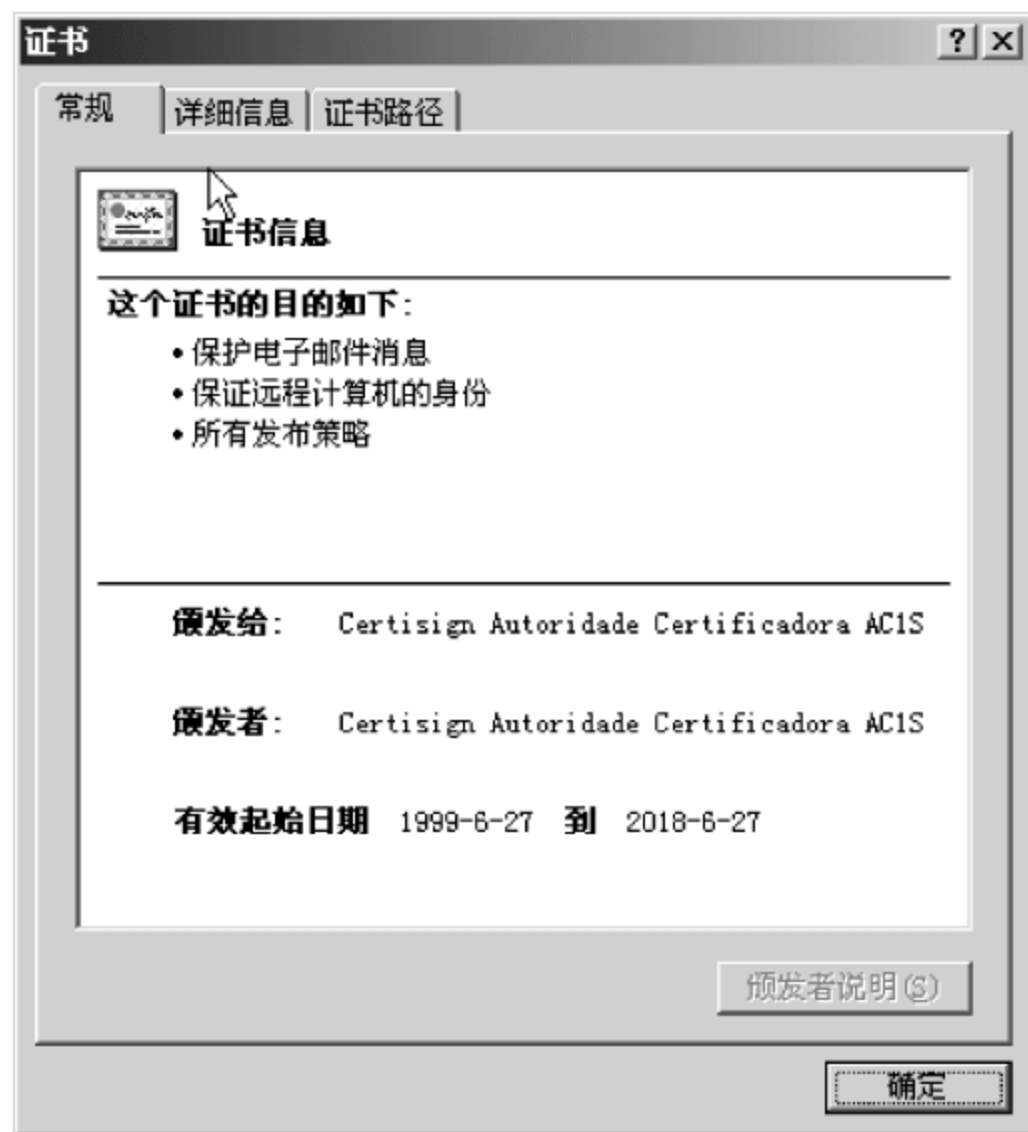 证书
常规 详细信息 证书路径
证书信息
这个证书的目的如下:
•保护电子邮件消息
•保证远程计算机的身份
•所有发布策略
颁发给: Certisign Autoridade Certificadora AC1S
颁发者: Certisign Autoridade Certificadora AC1S
有效起始日期 1999-6-27 到 2018-6-27
颁发者说明(S)
确定